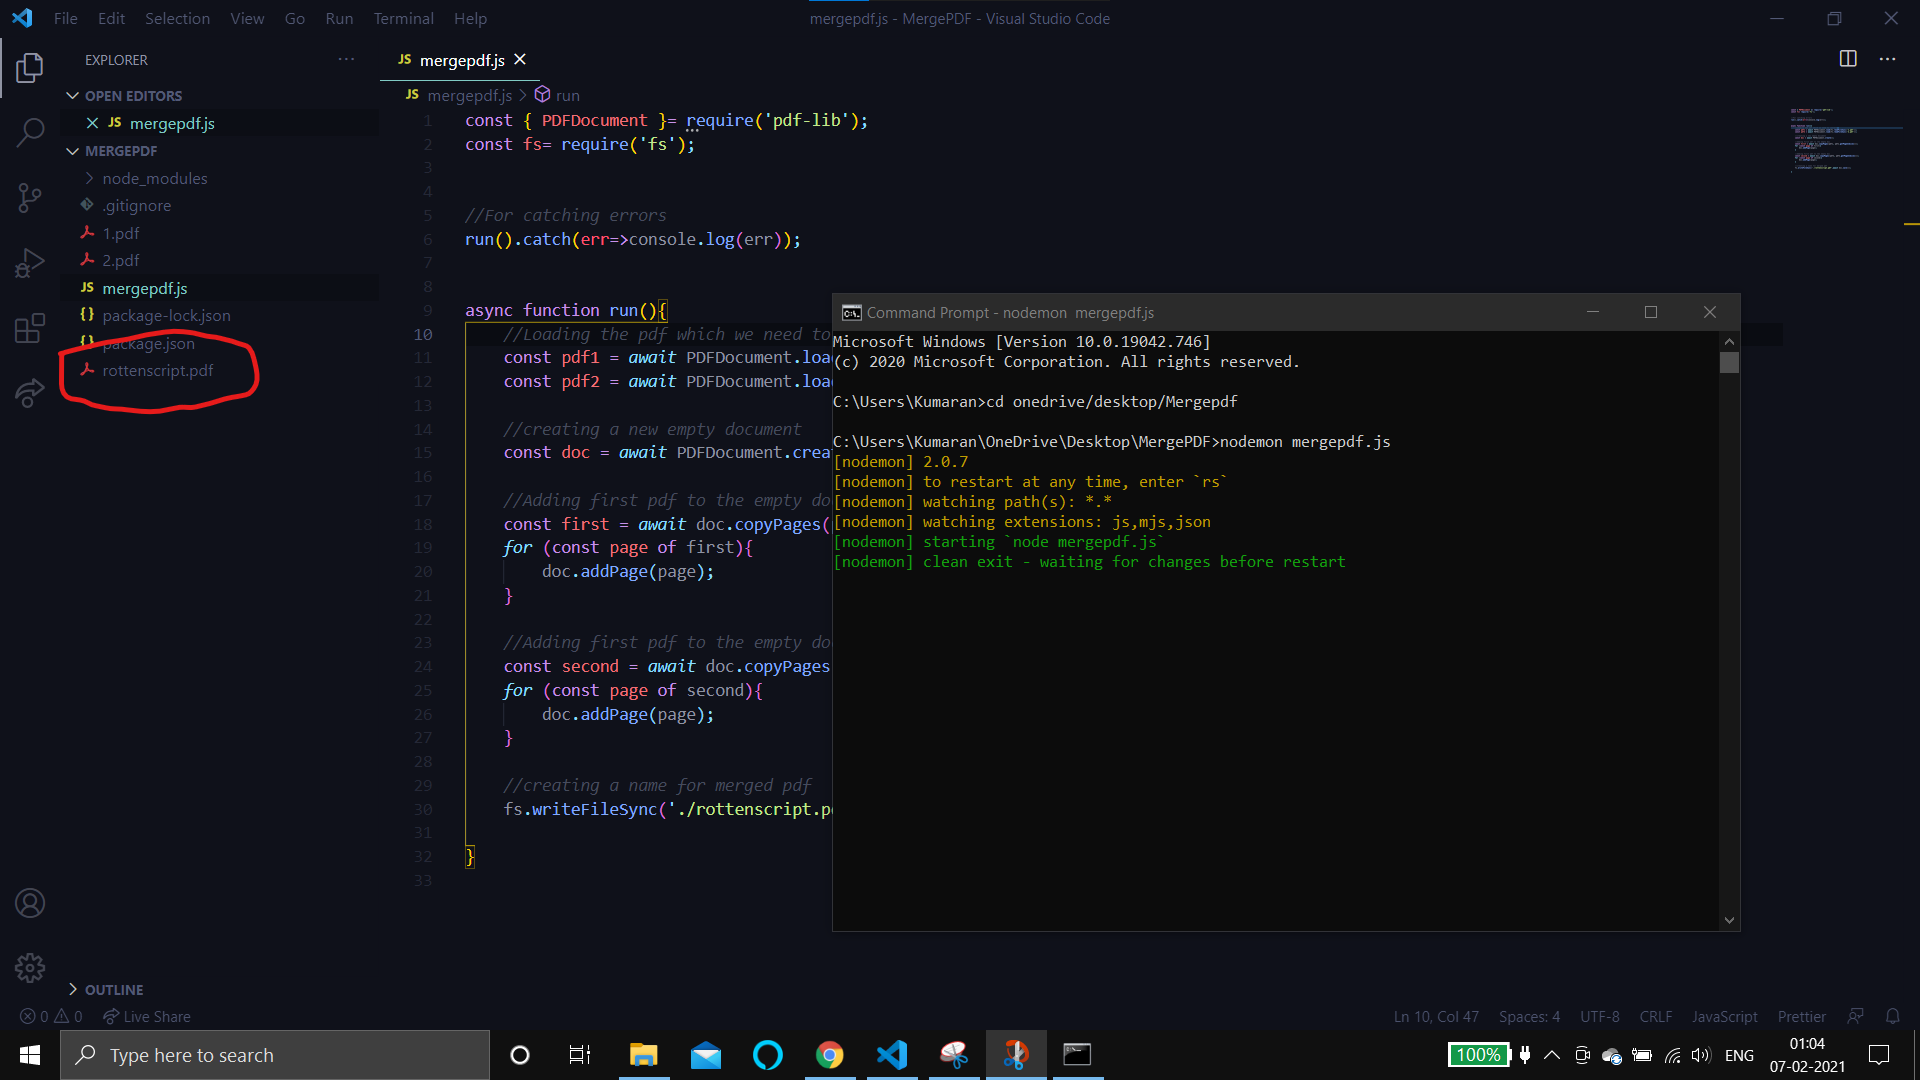 File Edit Selection View Go Run Terminal Help
mergepdf.js - MergePDF - Visual Studio Code
EXPLORER
OPEN EDITORS
JS mergepdf.js
MERGEPDF
node_modules
.gitignore
1.pdf
2.pdf
JS mergepdf.js
{} package-lock.json
{} package.json
rottenscript.pdf
OUTLINE
JS mergepdf.js
JS mergepdf.js > run
1 const { PDFDocument }= require('pdf-lib');
2 const fs= require('fs');
3
4
5 //For catching errors
6 run().catch(err=>console.log(err));
7
8
9 async function run(){
10 //Loading the pdf which we need to
11 const pdf1 = await PDFDocument.loa
12 const pdf2 = await PDFDocument.loa
13
14 //creating a new empty document
15 const doc = await PDFDocument.crea
16
17 //Adding first pdf to the empty do
18 const first = await doc.copyPages(
19 for (const page of first){
20 doc.addPage(page);
21 }
22
23 //Adding first pdf to the empty do
24 const second = await doc.copyPages
25 for (const page of second){
26 doc.addPage(page);
27 }
28
29 //creating a name for merged pdf
30 fs.writeFileSync('./rottenscript.p
31
32 }
33
Command Prompt - nodemon mergepdf.js
Microsoft Windows [Version 10.0.19042.746]
(c) 2020 Microsoft Corporation. All rights reserved.
C:\Users\Kumaran>cd onedrive/desktop/Mergepdf
C:\Users\Kumaran\OneDrive\Desktop\MergePDF>nodemon mergepdf.js
[nodemon] 2.0.7
[nodemon] to restart at any time, enter `rs`
[nodemon] watching path(s): *.*
[nodemon] watching extensions: js,mjs,json
[nodemon] starting `node mergepdf.js`
[nodemon] clean exit - waiting for changes before restart
0 0 Live Share
Ln 10, Col 47 Spaces: 4 UTF-8 CRLF JavaScript Prettier
Type here to search
100% ENG
01:04
07-02-2021